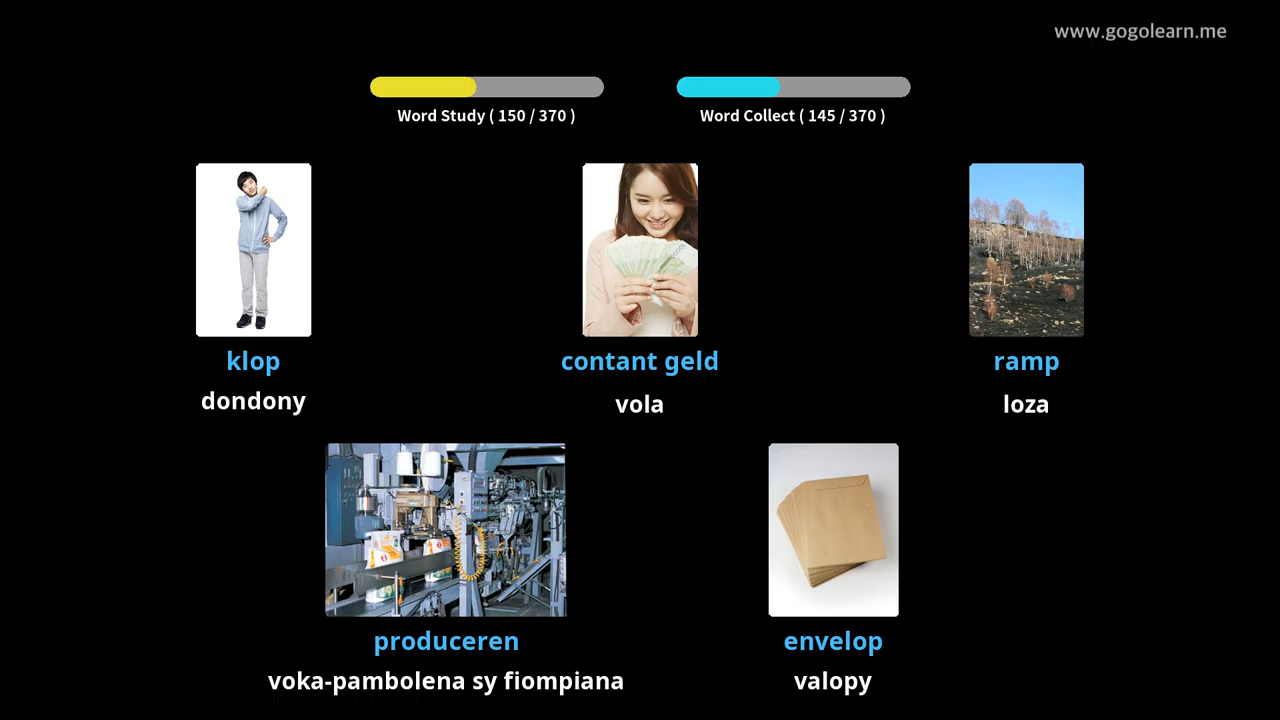 www.gogolearn.me
Word Study ( 150 / 370 )
Word Collect ( 145 / 370 )
klop
dondony
contant geld
vola
ramp
loza
produceren
voka-pambolena sy fiompiana
envelop
valopy